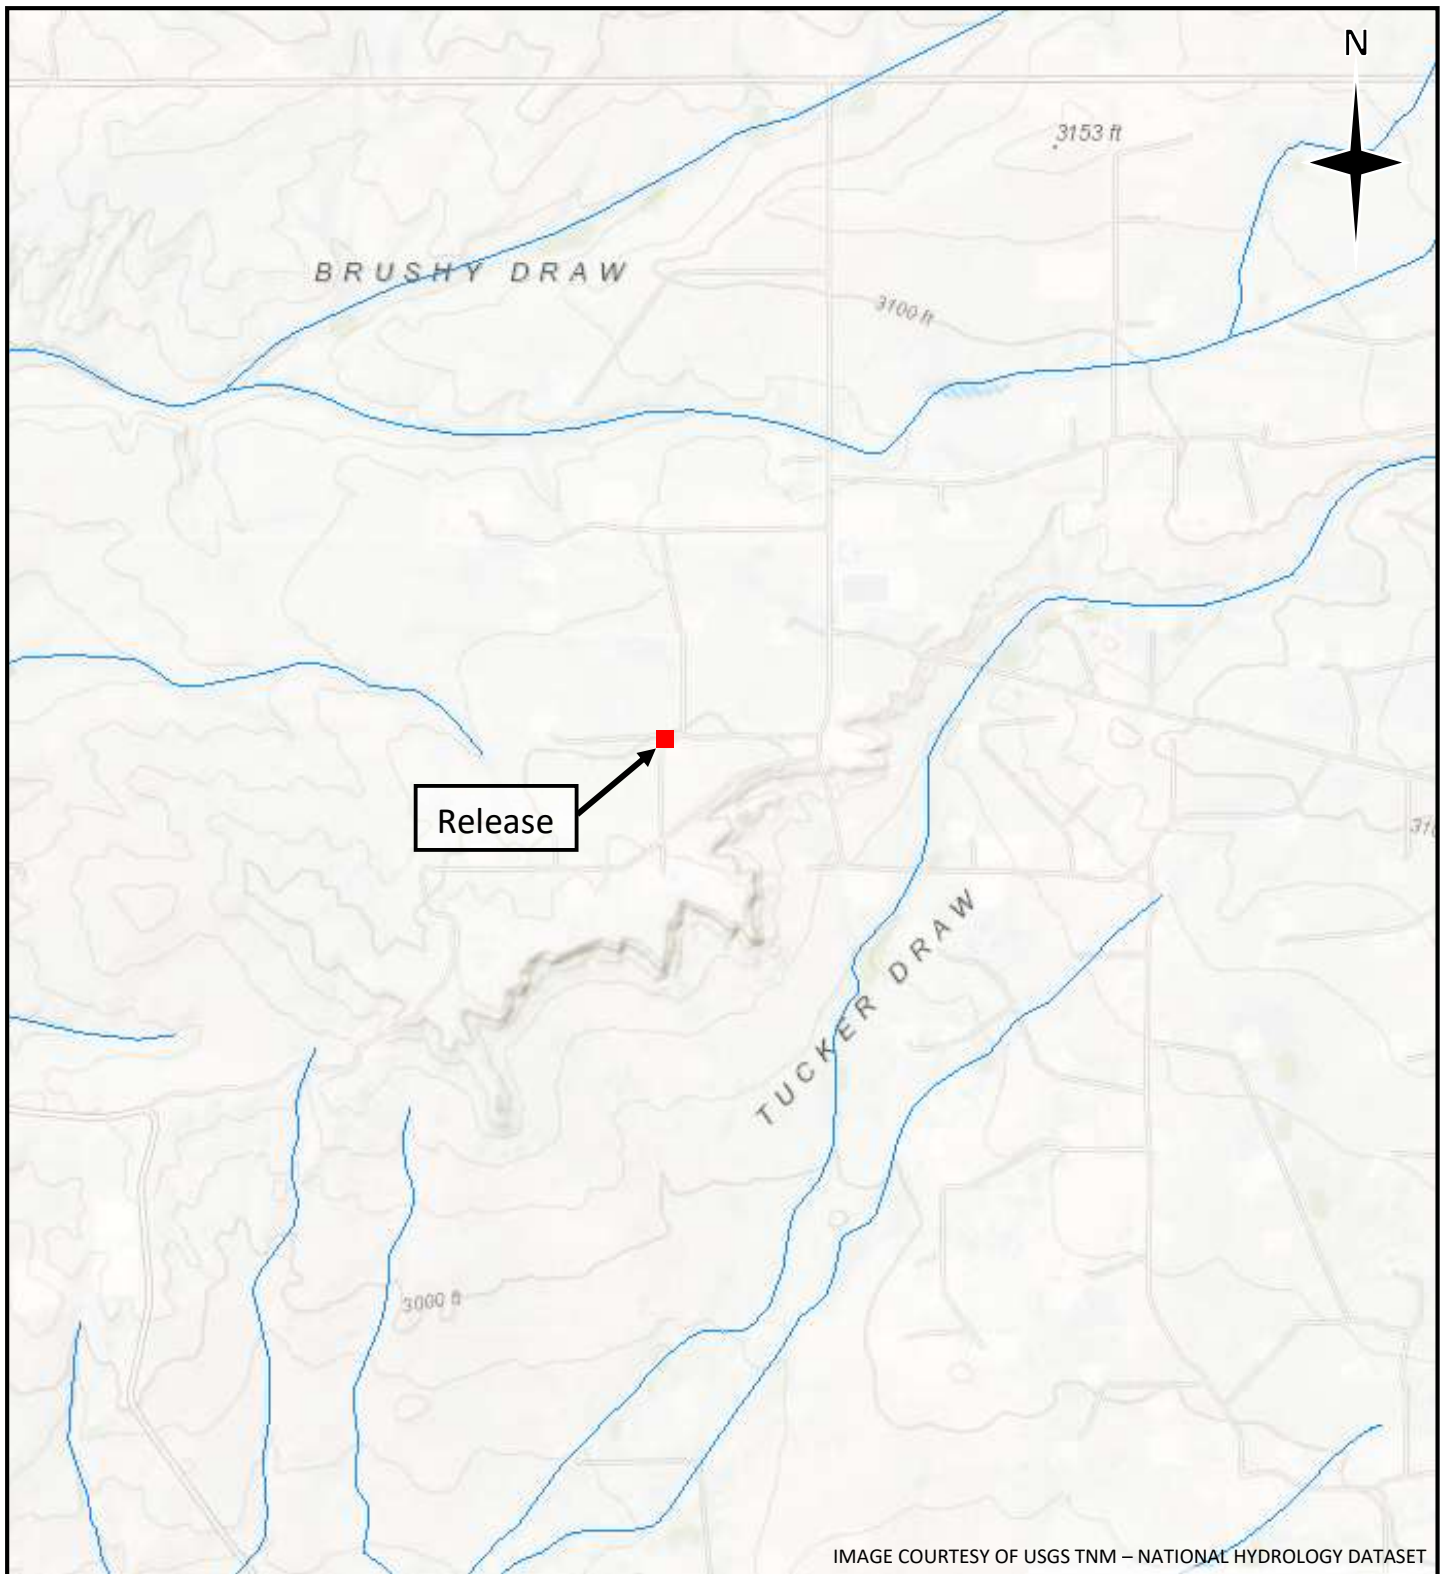 N
3153 ft
BRUSHY DRAW
3100 ft
Release
TUCKER DRAW
3000 ft
IMAGE COURTESY OF USGS TNM – NATIONAL HYDROLOGY DATASET